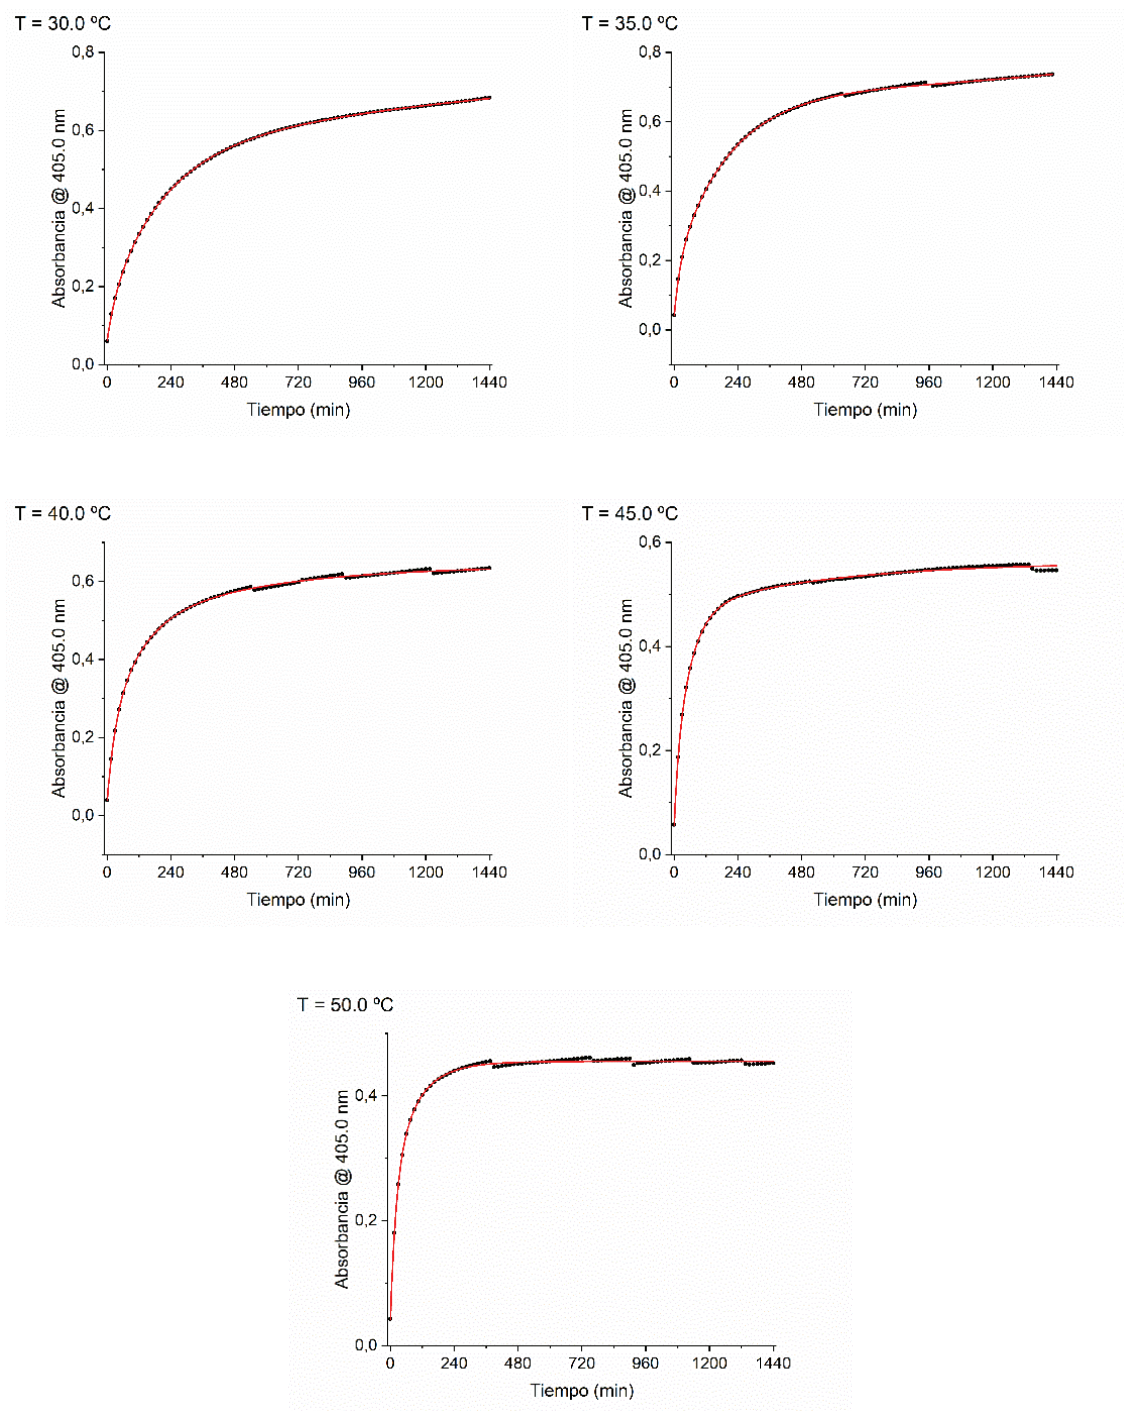 T = 30.0 ºC
0,8
0,6
0,4
0,2
0,0
Absorbancia @ 405.0 nm
0 240 480 720 960 1200 1440
Tiempo (min)
T = 35.0 ºC
0,8
0,6
0,4
0,2
0,0
Absorbancia @ 405.0 nm
0 240 480 720 960 1200 1440
Tiempo (min)
T = 40.0 ºC
0,6
0,4
0,2
0,0
Absorbancia @ 405.0 nm
0 240 480 720 960 1200 1440
Tiempo (min)
T = 45.0 ºC
0,6
0,4
0,2
0,0
Absorbancia @ 405.0 nm
0 240 480 720 960 1200 1440
Tiempo (min)
T = 50.0 ºC
0,4
0,2
0,0
Absorbancia @ 405.0 nm
0 240 480 720 960 1200 1440
Tiempo (min)